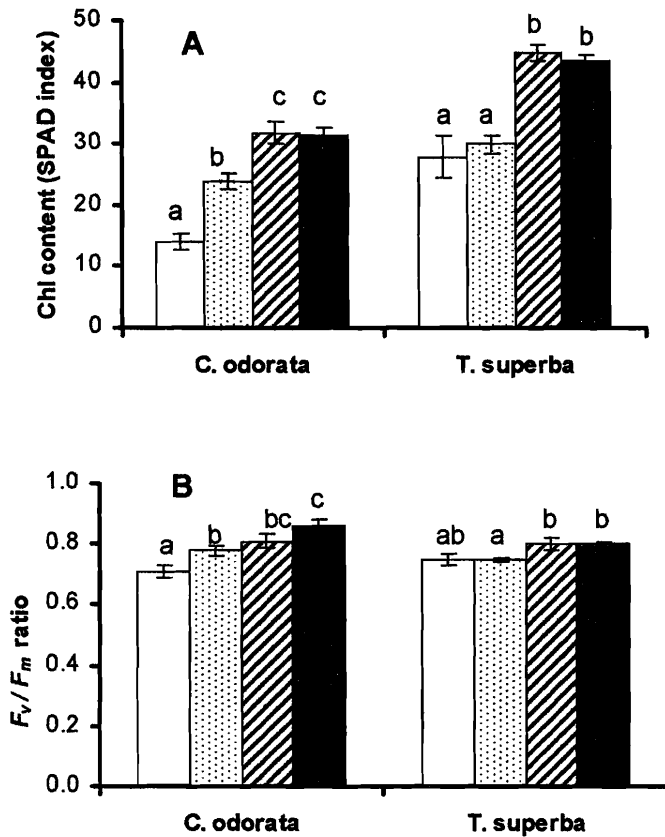 50
A
b
b
40
c
c
30
a
a
b
20
a
10
0
Chl content (SPAD index)
C. odorata
T. superba
1.0
B
c
bc
b
a
ab
a
b
b
0.8
0.6
0.4
0.2
0.0
Fv / Fm ratio
C. odorata
T. superba